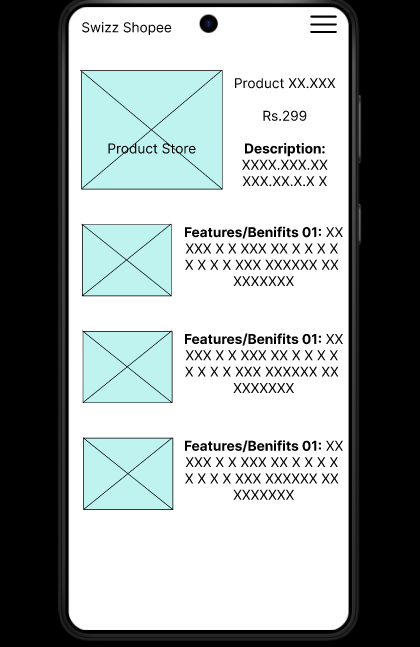 Swizz Shopee
Product Store
Product XX.XXX
Rs.299
Description:
XXXX.XXX.XX
XXX.XX.X.X X
Features/Benifits 01: XX
XXX X X XXX XX X X X X
X X X X XXX XXXXXX XX
XXXXXXX
Features/Benifits 01: XX
XXX X X XXX XX X X X X
X X X X XXX XXXXXX XX
XXXXXXX
Features/Benifits 01: XX
XXX X X XXX XX X X X X
X X X X XXX XXXXXX XX
XXXXXXX